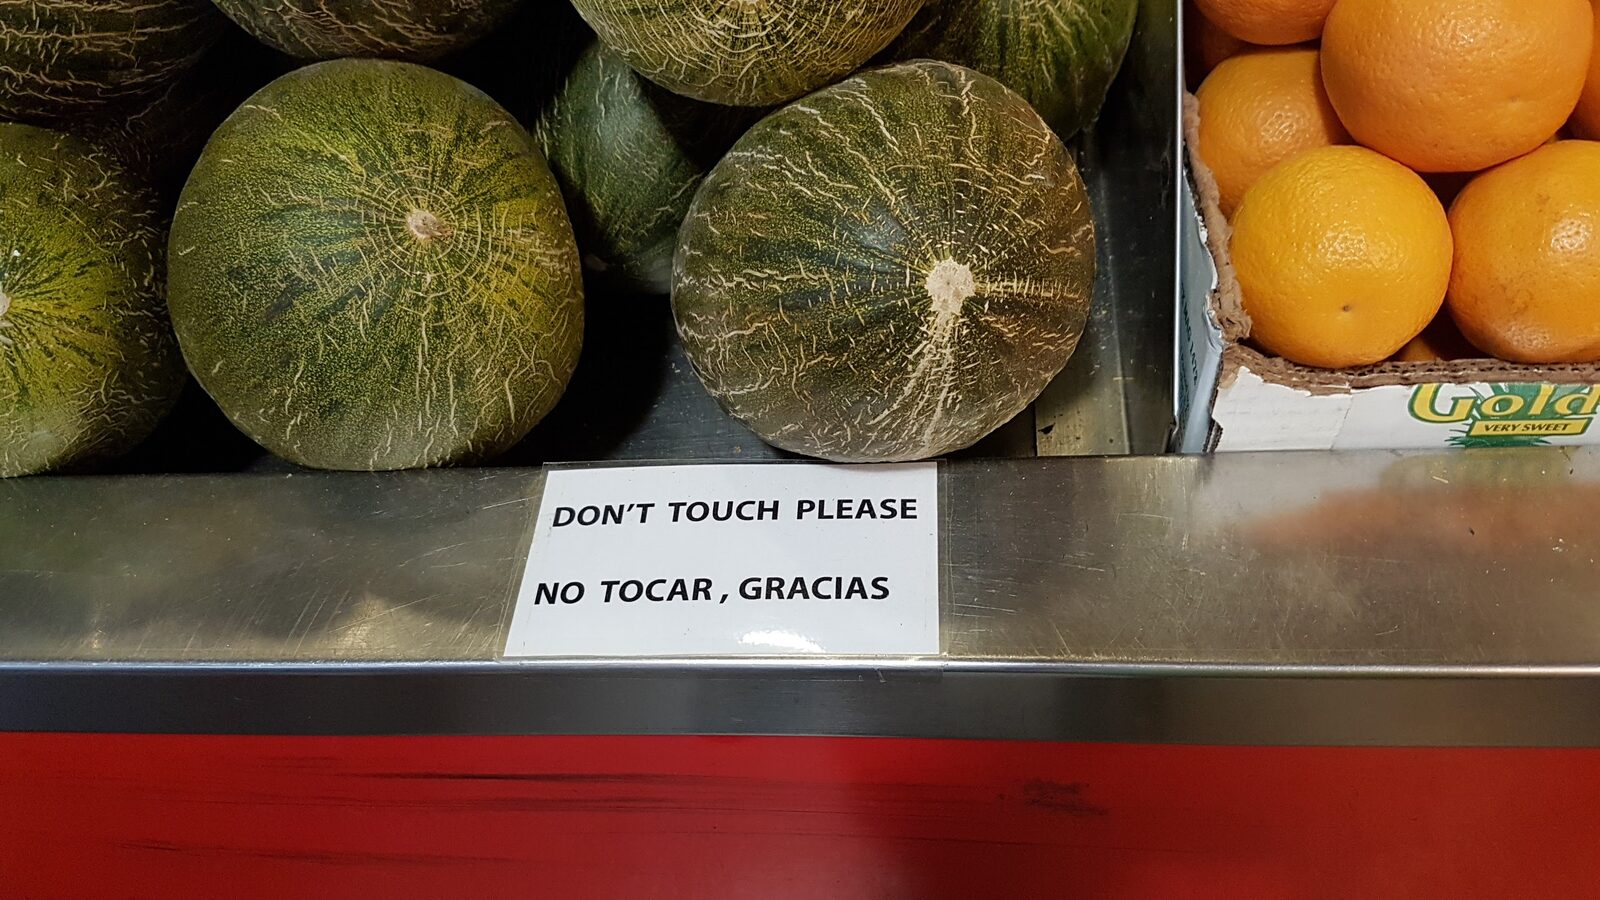 DON'T TOUCH PLEASE
NO TOCAR, GRACIAS
Gold
VERY SWEET